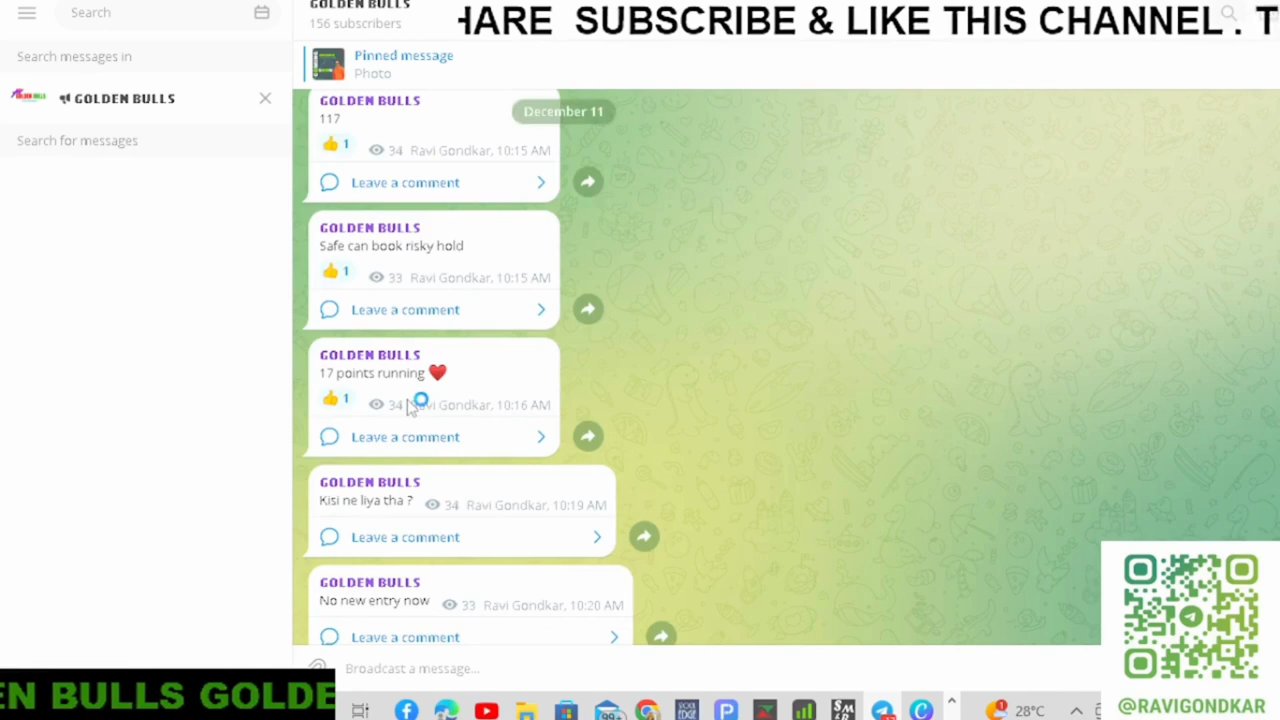 Search
GOLDEN BULLS
156 subscribers
HARE SUBSCRIBE & LIKE THIS CHANNEL . T
Search messages in
Pinned message
Photo
GOLDEN BULLS
Search for messages
December 11
GOLDEN BULLS
117
1
34 Ravi Gondkar, 10:15 AM
Leave a comment
GOLDEN BULLS
Safe can book risky hold
1
33 Ravi Gondkar, 10:15 AM
Leave a comment
GOLDEN BULLS
17 points running
1
34 Ravi Gondkar, 10:16 AM
Leave a comment
GOLDEN BULLS
Kisi ne liya tha ? 34 Ravi Gondkar, 10:19 AM
Leave a comment
GOLDEN BULLS
No new entry now 33 Ravi Gondkar, 10:20 AM
Leave a comment
Broadcast a message...
EN BULLS GOLDE
99+
28°C
@RAVIGONDKAR